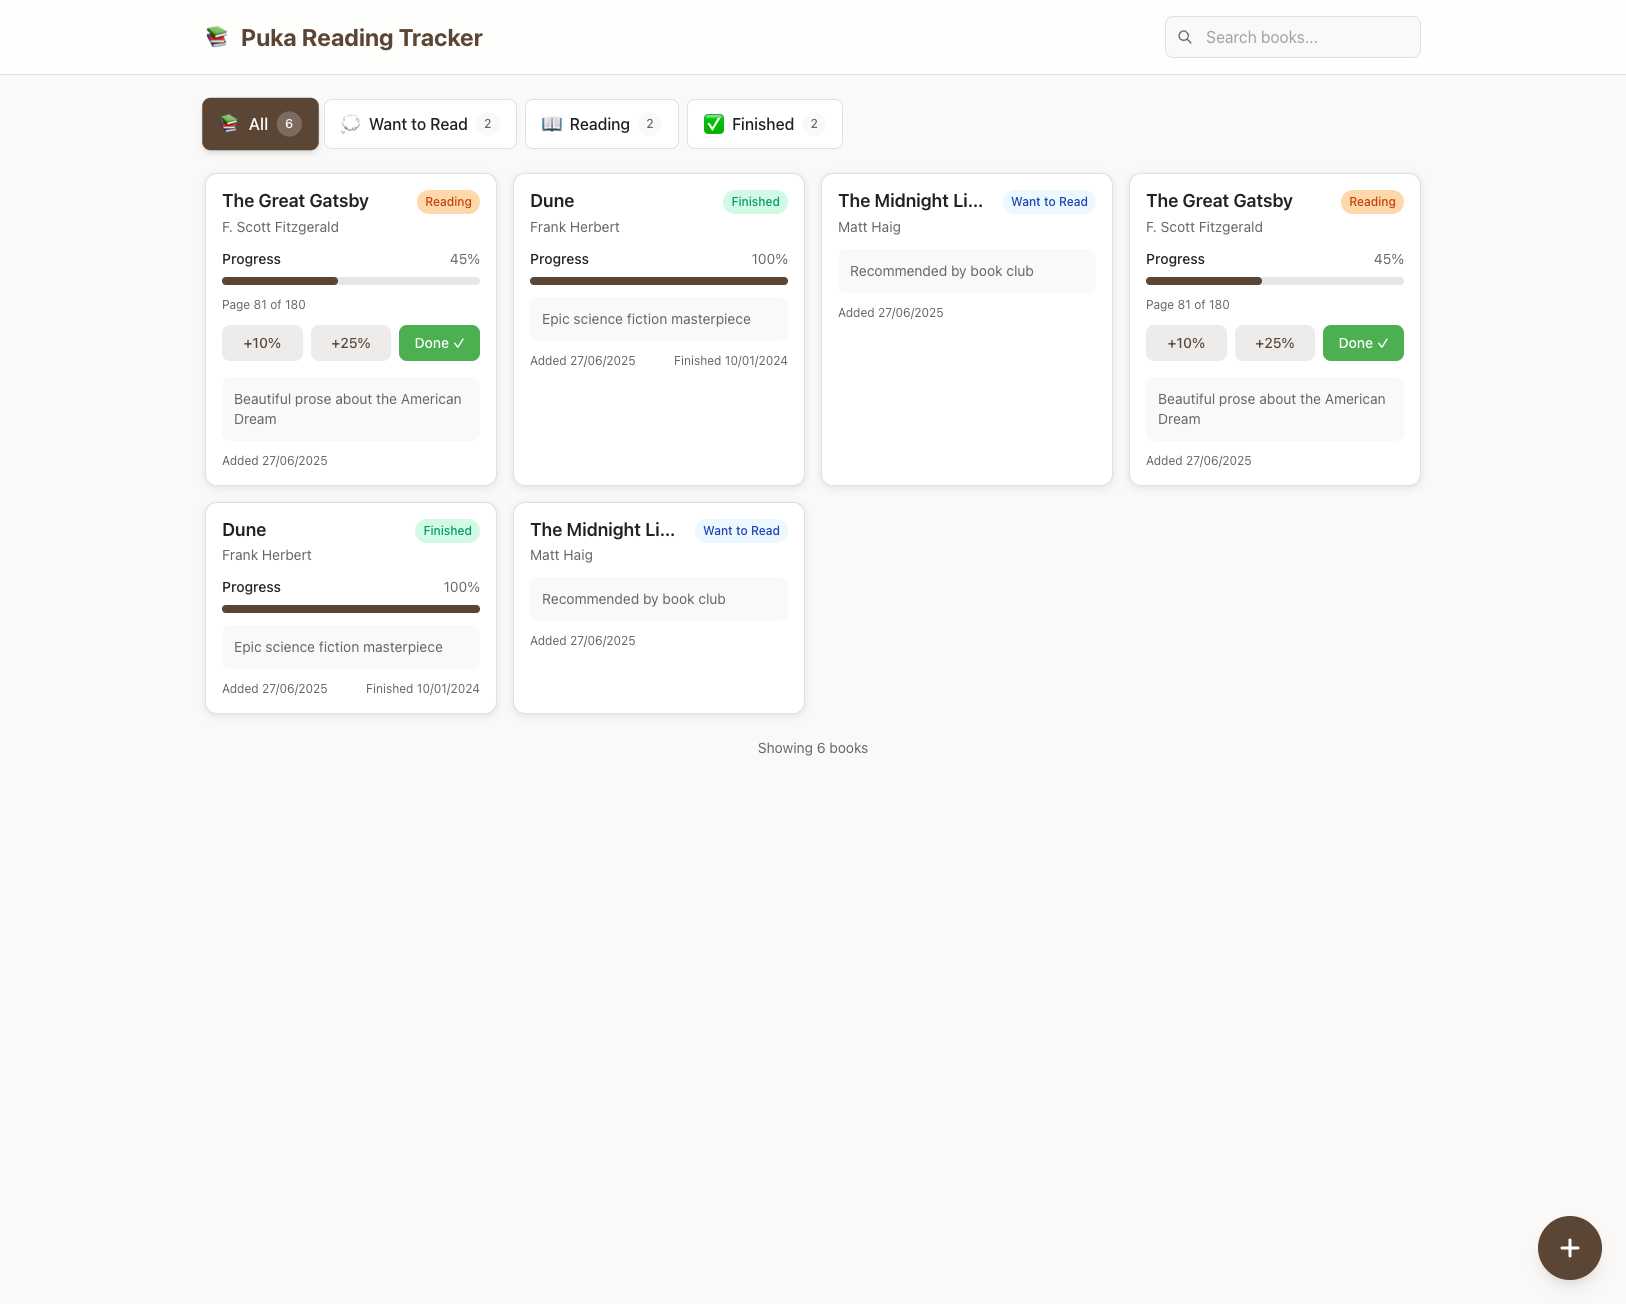 Puka Reading Tracker
Search books...
All 6
Want to Read 2
Reading 2
Finished 2
The Great Gatsby
Reading
F. Scott Fitzgerald
Progress 45%
Page 81 of 180
+10% +25% Done ✓
Beautiful prose about the American
Dream
Added 27/06/2025
Dune
Finished
Frank Herbert
Progress 100%
Epic science fiction masterpiece
Added 27/06/2025 Finished 10/01/2024
The Midnight Li...
Want to Read
Matt Haig
Recommended by book club
Added 27/06/2025
The Great Gatsby
Reading
F. Scott Fitzgerald
Progress 45%
Page 81 of 180
+10% +25% Done ✓
Beautiful prose about the American
Dream
Added 27/06/2025
Dune
Finished
Frank Herbert
Progress 100%
Epic science fiction masterpiece
Added 27/06/2025 Finished 10/01/2024
The Midnight Li...
Want to Read
Matt Haig
Recommended by book club
Added 27/06/2025
Showing 6 books
+